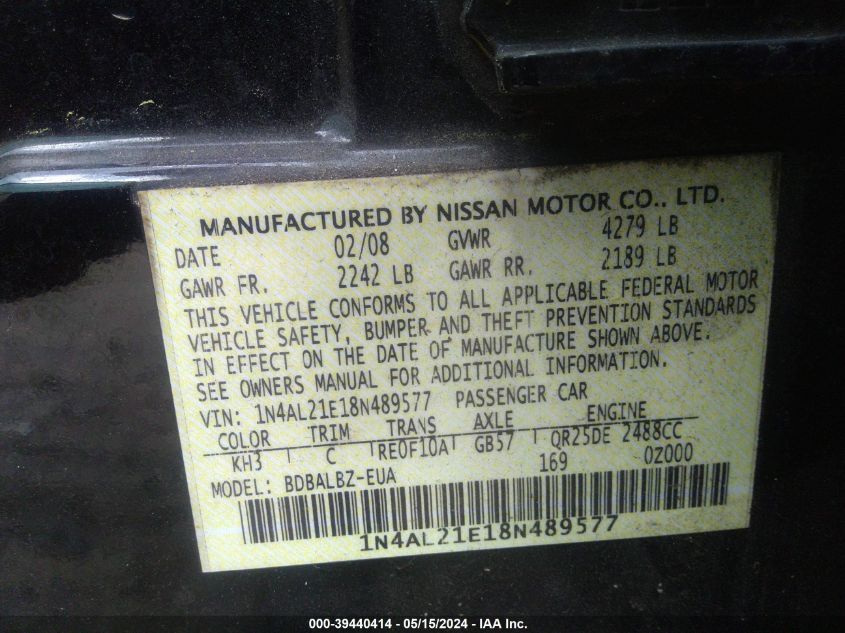 MANUFACTURED BY NISSAN MOTOR CO., LTD.
DATE 02/08 GVWR 4279 LB
GAWR FR. 2242 LB GAWR RR. 2189 LB
THIS VEHICLE CONFORMS TO ALL APPLICABLE FEDERAL MOTOR
VEHICLE SAFETY, BUMPER AND THEFT PREVENTION STANDARDS
IN EFFECT ON THE DATE OF MANUFACTURE SHOWN ABOVE.
SEE OWNERS MANUAL FOR ADDITIONAL INFORMATION.
VIN: 1N4AL21E18N489577 PASSENGER CAR
COLOR TRIM TRANS AXLE ENGINE
KH3 C RE0F10A GB57 QR25DE 2488CC
MODEL: BDBALBZ-EUA 169 0Z000
1N4AL21E18N489577
000-39440414 - 05/15/2024 - IAA Inc.